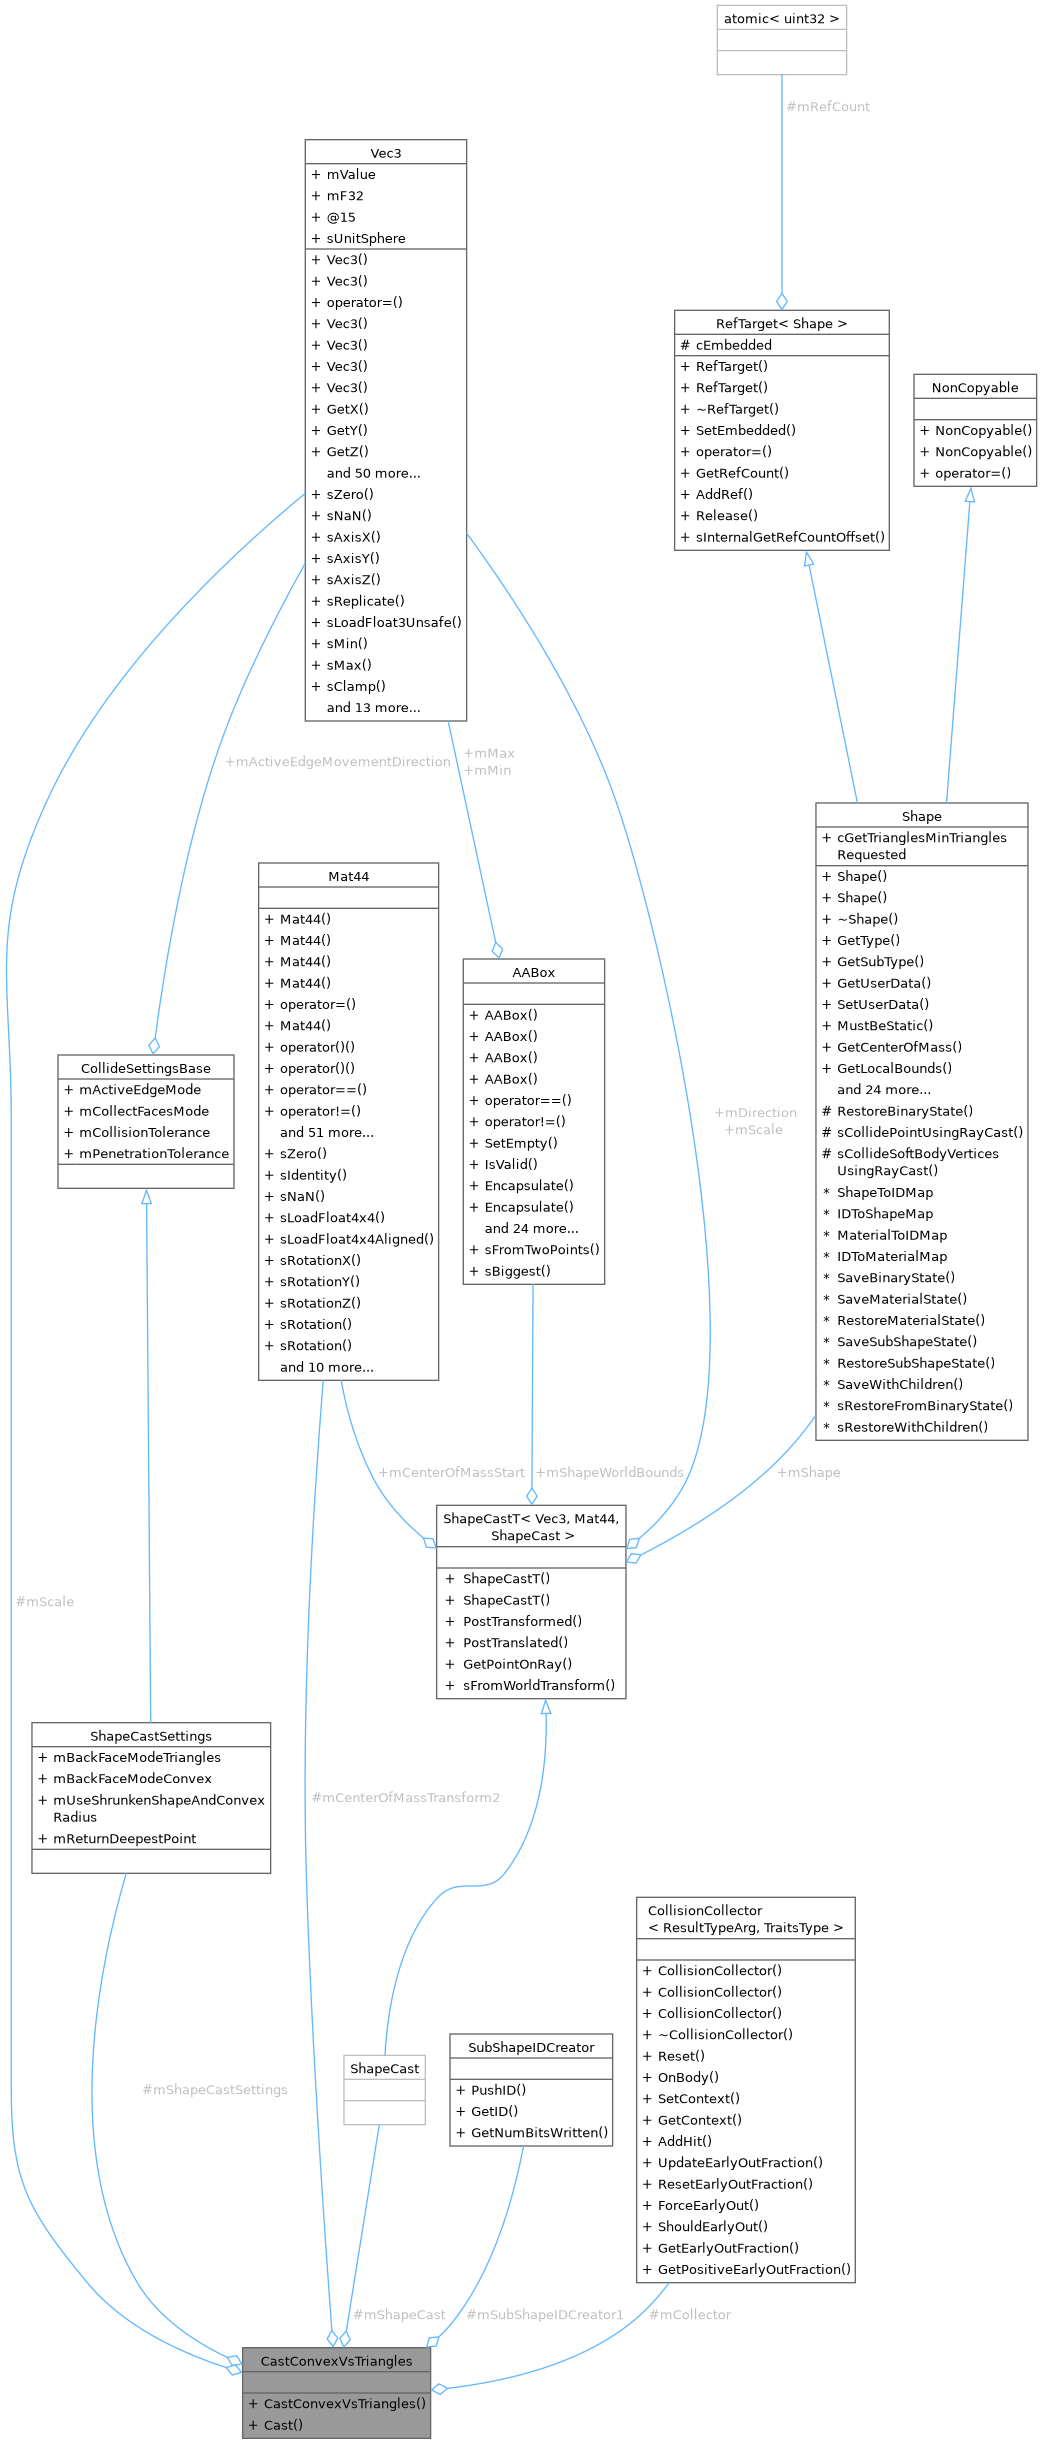 atomic< uint32 >
#mRefCount
Vec3
+ mValue
+ mF32
+ @15
+ sUnitSphere
+ Vec3()
+ Vec3()
+ operator=()
+ Vec3()
+ Vec3()
+ Vec3()
+ Vec3()
+ GetX()
+ GetY()
+ GetZ()
and 50 more...
+ sZero()
+ sNaN()
+ sAxisX()
+ sAxisY()
+ sAxisZ()
+ sReplicate()
+ sLoadFloat3Unsafe()
+ sMin()
+ sMax()
+ sClamp()
and 13 more...
RefTarget< Shape >
# cEmbedded
+ RefTarget()
+ RefTarget()
+ ~RefTarget()
+ SetEmbedded()
+ operator=()
+ GetRefCount()
+ AddRef()
+ Release()
+ sInternalGetRefCountOffset()
NonCopyable
+ NonCopyable()
+ NonCopyable()
+ operator=()
+mActiveEdgeMovementDirection
+mMax
+mMin
Shape
+ cGetTrianglesMinTriangles
Requested
+ Shape()
+ Shape()
+ ~Shape()
+ GetType()
+ GetSubType()
+ GetUserData()
+ SetUserData()
+ MustBeStatic()
+ GetCenterOfMass()
+ GetLocalBounds()
and 24 more...
# RestoreBinaryState()
# sCollidePointUsingRayCast()
# sCollideSoftBodyVertices
UsingRayCast()
* ShapeToIDMap
* IDToShapeMap
* MaterialToIDMap
* IDToMaterialMap
* SaveBinaryState()
* SaveMaterialState()
* RestoreMaterialState()
* SaveSubShapeState()
* RestoreSubShapeState()
* SaveWithChildren()
* sRestoreFromBinaryState()
* sRestoreWithChildren()
Mat44
+ Mat44()
+ Mat44()
+ Mat44()
+ Mat44()
+ operator=()
+ Mat44()
+ operator()()
+ operator()()
+ operator==()
+ operator!=()
and 51 more...
+ sZero()
+ sIdentity()
+ sNaN()
+ sLoadFloat4x4()
+ sLoadFloat4x4Aligned()
+ sRotationX()
+ sRotationY()
+ sRotationZ()
+ sRotation()
+ sRotation()
and 10 more...
AABox
+ AABox()
+ AABox()
+ AABox()
+ AABox()
+ operator==()
+ operator!=()
+ SetEmpty()
+ IsValid()
+ Encapsulate()
+ Encapsulate()
and 24 more...
+ sFromTwoPoints()
+ sBiggest()
CollideSettingsBase
+ mActiveEdgeMode
+ mCollectFacesMode
+ mCollisionTolerance
+ mPenetrationTolerance
+mDirection
+mScale
+mCenterOfMassStart
+mShapeWorldBounds
+mShape
ShapeCastT< Vec3, Mat44,
ShapeCast >
+ ShapeCastT()
+ ShapeCastT()
+ PostTransformed()
+ PostTranslated()
+ GetPointOnRay()
+ sFromWorldTransform()
#mScale
ShapeCastSettings
+ mBackFaceModeTriangles
+ mBackFaceModeConvex
+ mUseShrunkenShapeAndConvex
Radius
+ mReturnDeepestPoint
#mCenterOfMassTransform2
CollisionCollector
< ResultTypeArg, TraitsType >
+ CollisionCollector()
+ CollisionCollector()
+ CollisionCollector()
+ ~CollisionCollector()
+ Reset()
+ OnBody()
+ SetContext()
+ GetContext()
+ AddHit()
+ UpdateEarlyOutFraction()
+ ResetEarlyOutFraction()
+ ForceEarlyOut()
+ ShouldEarlyOut()
+ GetEarlyOutFraction()
+ GetPositiveEarlyOutFraction()
SubShapeIDCreator
+ PushID()
+ GetID()
+ GetNumBitsWritten()
ShapeCast
#mShapeCastSettings
#mShapeCast
#mSubShapeIDCreator1
#mCollector
CastConvexVsTriangles
+ CastConvexVsTriangles()
+ Cast()